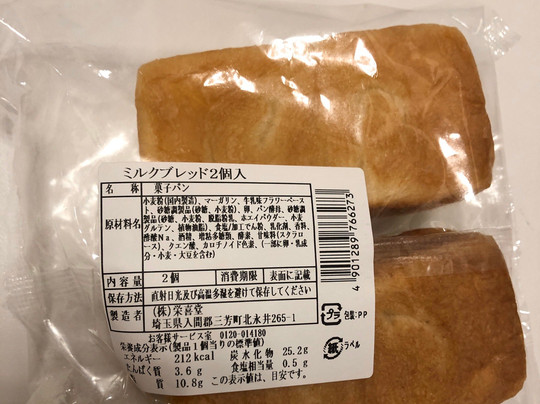 ミルクブレッド2個入
名 称 菓子パン
原材料名 小麦粉(国内製造)、マーガリン、牛乳味フラワーペースト、
砂糖調製品(砂糖、小麦粉)、卵、パン酵母、砂糖調
製品(砂糖、小麦粉、脱脂粉乳、ホエイパウダー、小麦
グルテン、植物油脂)、食塩/加工でん粉、乳化剤、香料、
酢酸Na、酒精、増粘多糖類、酵素、甘味料(スクラロ
ース)、クエン酸、カロチノイド色素、(一部に卵・乳成
分・小麦・大豆を含む)
内容量 2個 消費期限 表面に記載
保存方法 直射日光及び高温多湿を避けて保存してください
製造者 (株)栄喜堂
埼玉県入間郡三芳町北永井265-1
お客様サービス室 0120-014180
栄養成分表示(製品1個当りの標準値)
エネルギー 212kcal 炭水化物 25.2g
たんぱく質 3.6g 食塩相当量 0.5g
質 10.8g この表示値は、目安です。
4901289766273
プラ 包装:PP
紙 ラベル